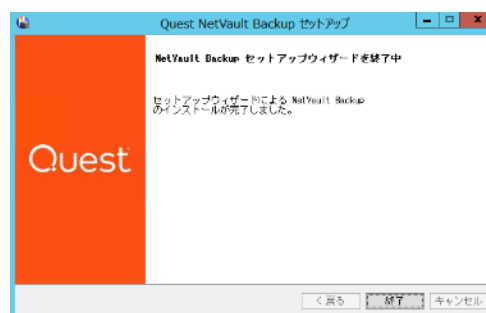 Quest NetVault Backup セットアップ
NetVault Backup セットアップウィザードを終了中
セットアップウィザードによる NetVault Backup
のインストールが完了しました。
Quest
< 戻る
終了
キャンセル